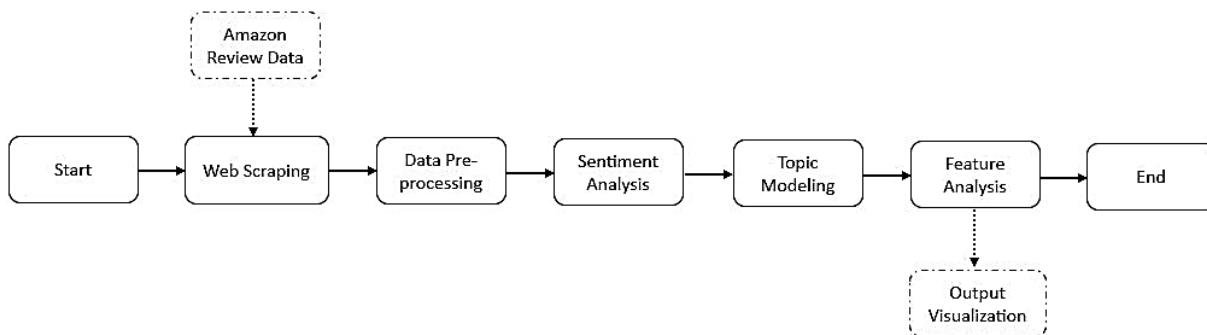 Amazon
Review Data
Start
Web Scraping
Data Pre-
processing
Sentiment
Analysis
Topic
Modeling
Feature
Analysis
End
Output
Visualization